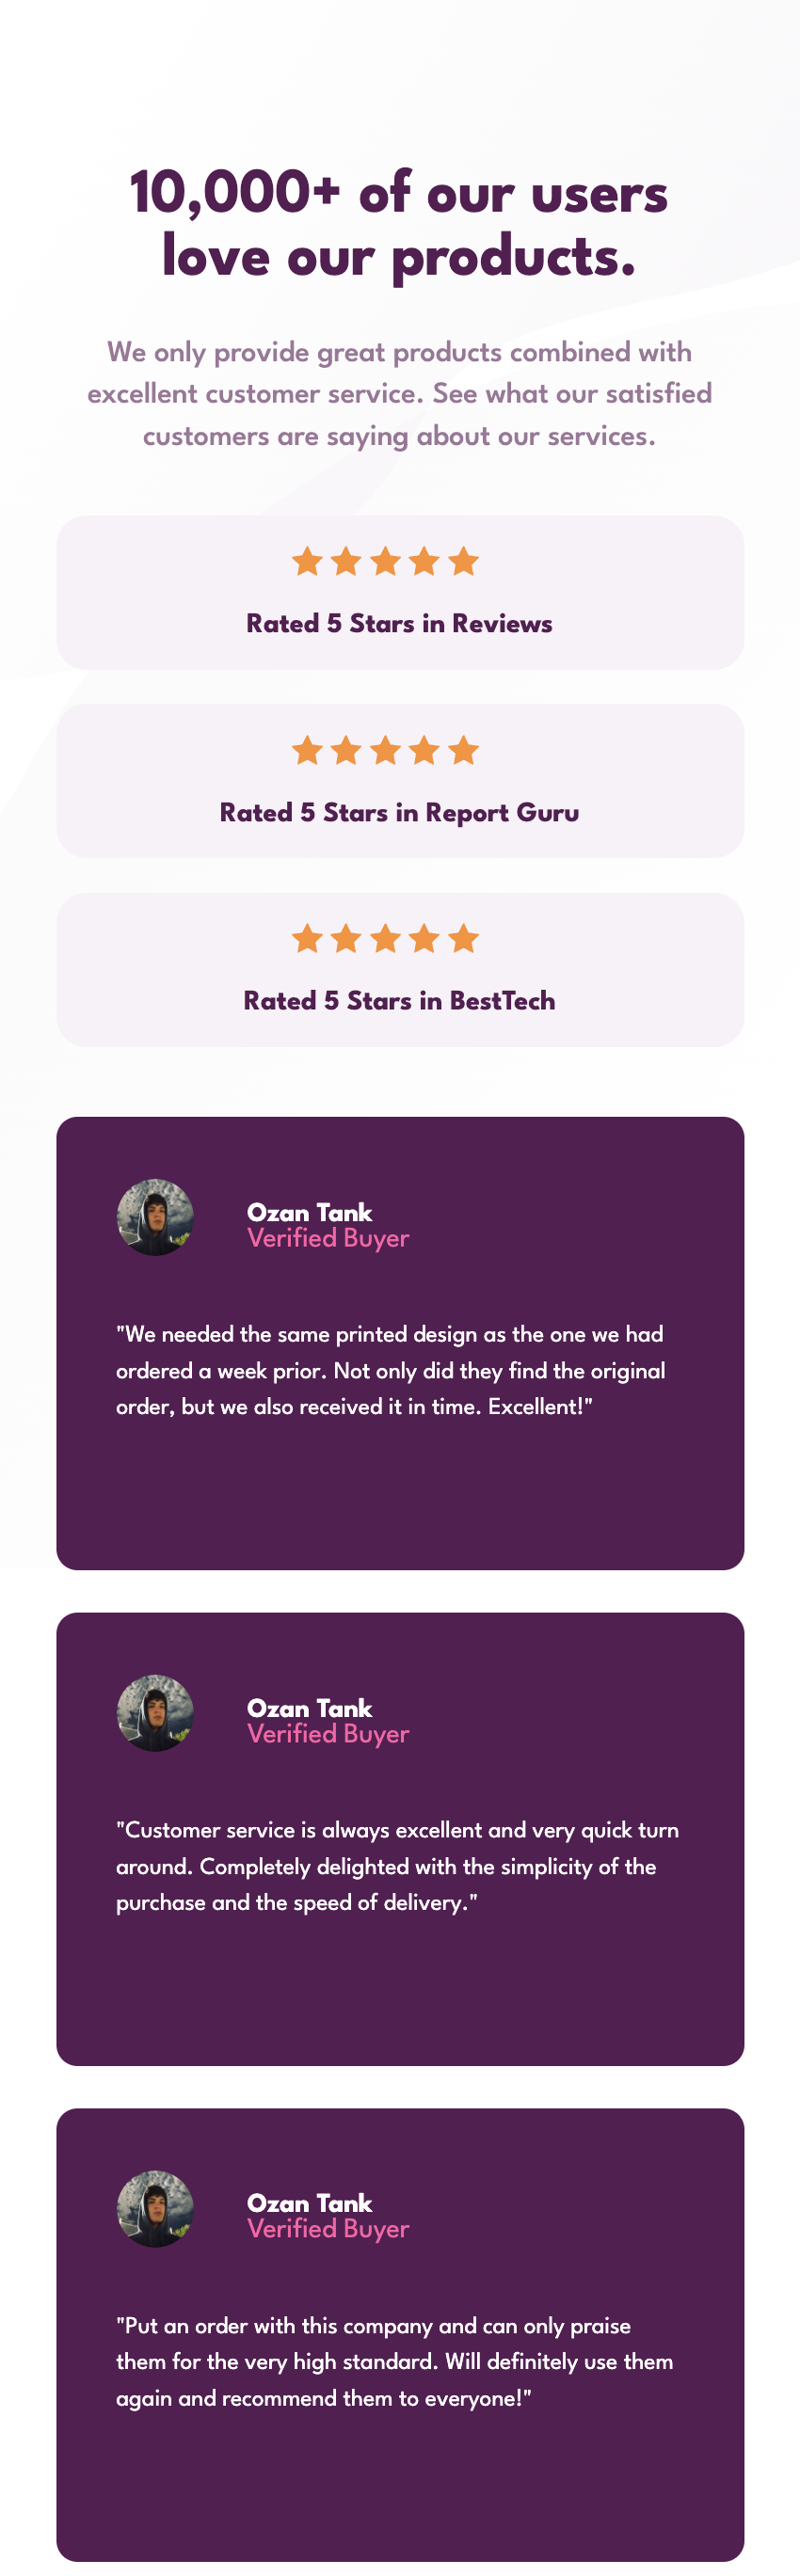 10,000+ of our users
love our products.
We only provide great products combined with
excellent customer service. See what our satisfied
customers are saying about our services.
Rated 5 Stars in Reviews
Rated 5 Stars in Report Guru
Rated 5 Stars in BestTech
Ozan Tank
Verified Buyer
"We needed the same printed design as the one we had
ordered a week prior. Not only did they find the original
order, but we also received it in time. Excellent!"
Ozan Tank
Verified Buyer
"Customer service is always excellent and very quick turn
around. Completely delighted with the simplicity of the
purchase and the speed of delivery."
Ozan Tank
Verified Buyer
"Put an order with this company and can only praise
them for the very high standard. Will definitely use them
again and recommend them to everyone!"